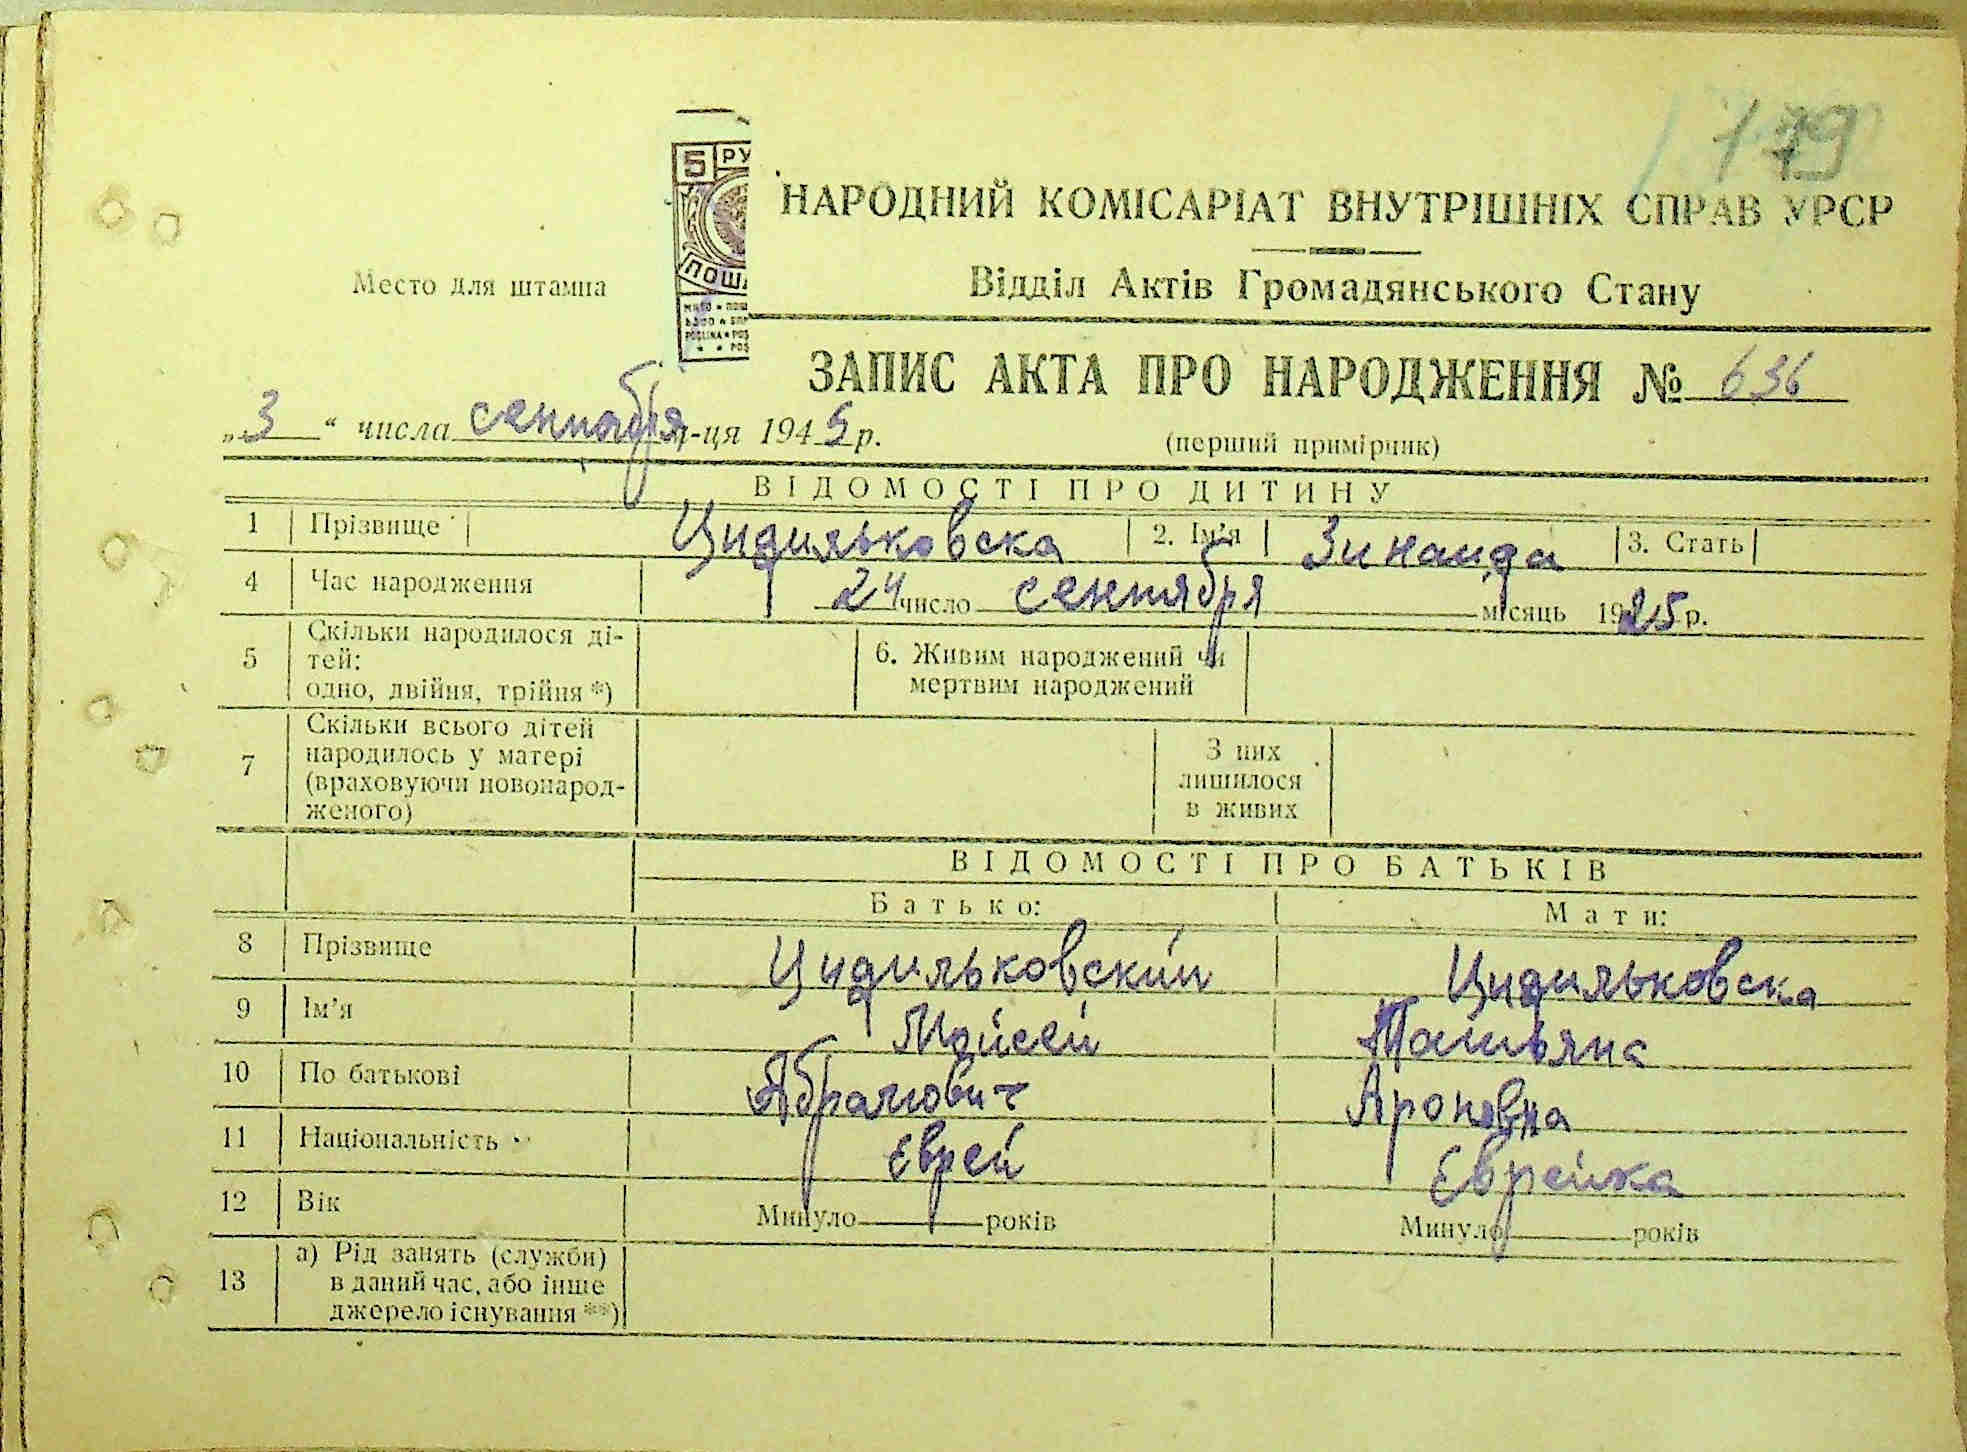 179
5 РУ
ПОШ
НАРОДНИЙ КОМІСАРІАТ ВНУТРІШНІХ СПРАВ УРСР
Место для штампа
Відділ Актів Громадянського Стану
ЗАПИС АКТА ПРО НАРОДЖЕННЯ № 636
„3“ числа сентября м-ця 1945 р.
(перший примірник)
ВІДОМОСТІ ПРО ДИТИНУ
1 Прізвище Цидильковска 2. Ім'я Зинаида 3. Стать
4 Час народження 24 число сентября місяць 1925 р.
5 Скільки народилося ді-
тей:
одно, двійня, трійня *)
6. Живим народжений чи
мертвим народжений
7 Скільки всього дітей
народилось у матері
(враховуючи новонарод-
женого)
З них
лишилося
в живих
ВІДОМОСТІ ПРО БАТЬКІВ
Батько: Мати:
8 Прізвище Цидильковский Цидильковска
9 Ім'я Мойсей Татьяна
10 По батькові Абрамович Ароновна
11 Національність Еврей Еврейка
12 Вік Минуло років Минуло років
13 а) Рід занять (служби)
в даний час, або інше
джерело існування **)